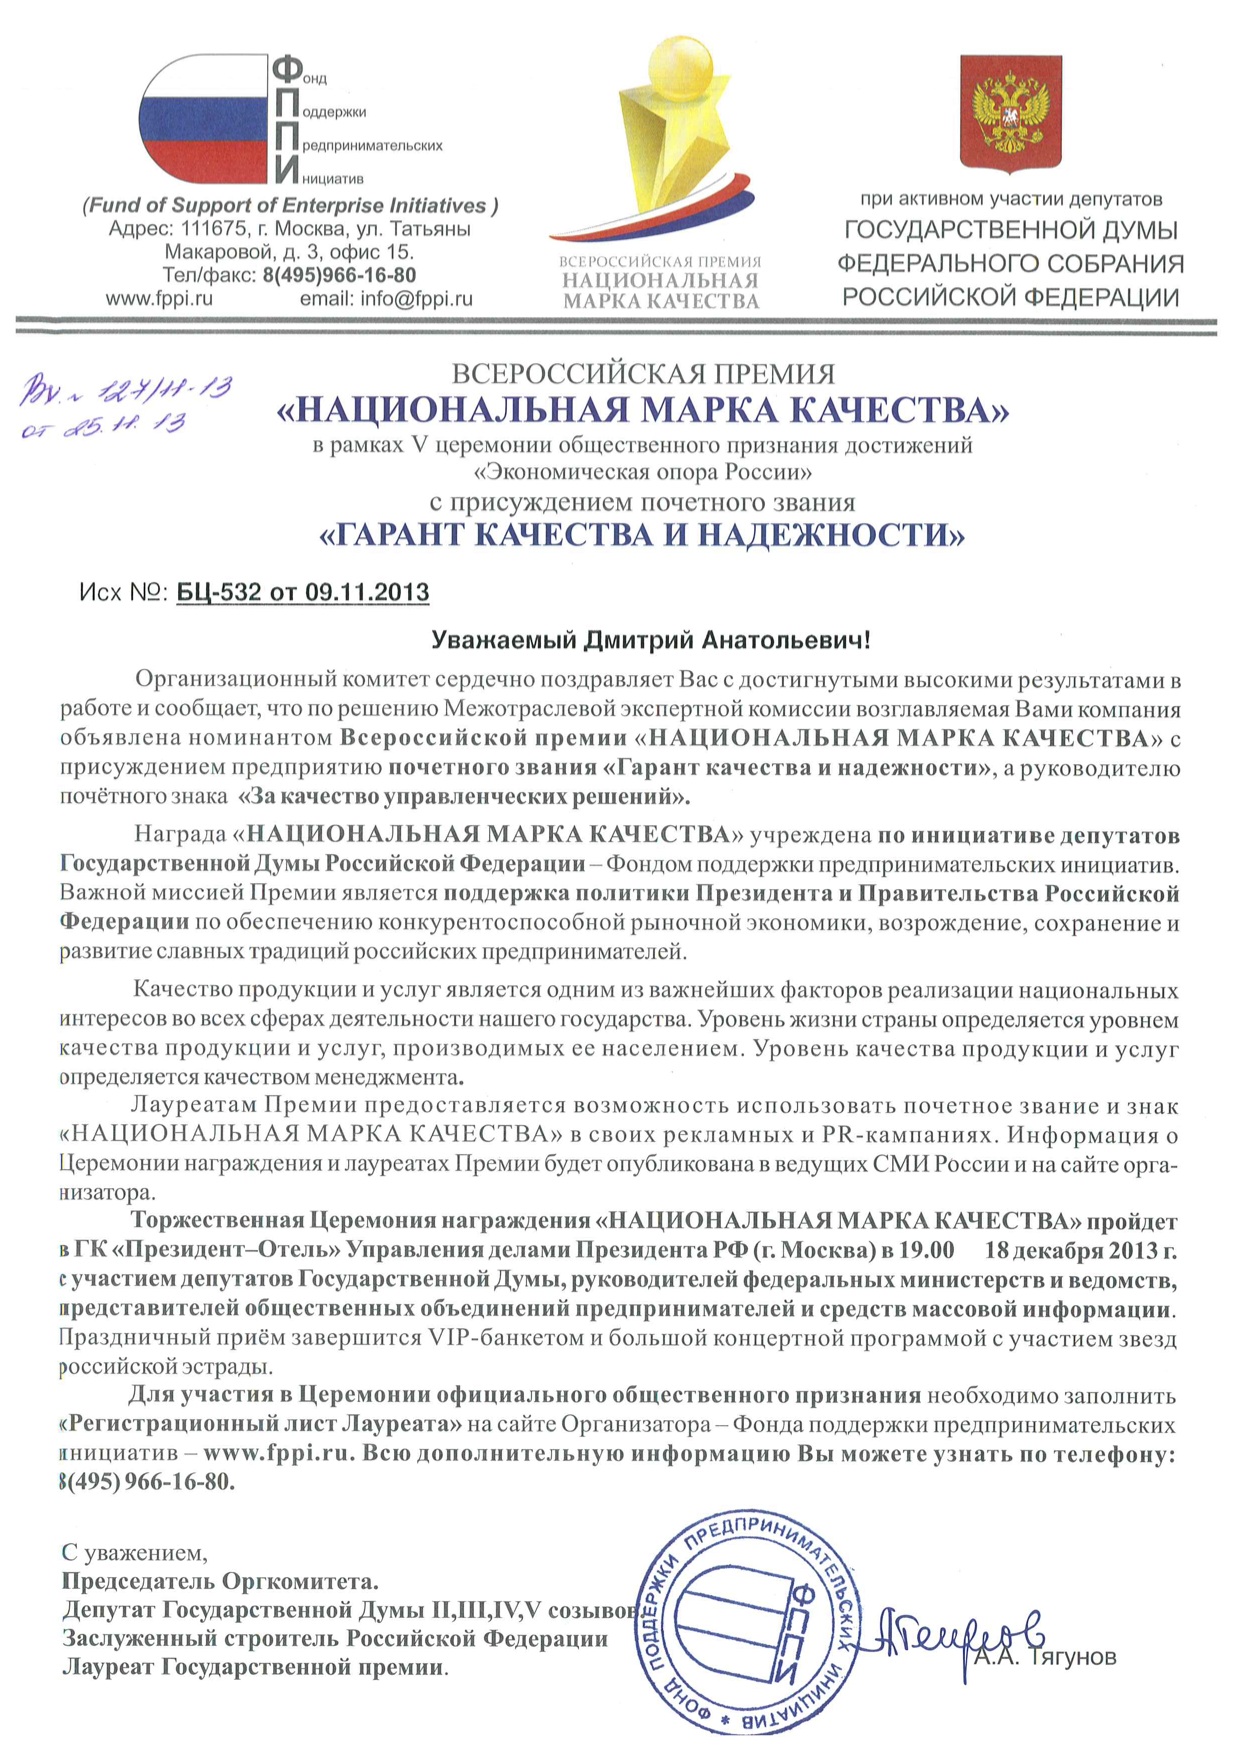 Фонд
Поддержки
Предпринимательских
Инициатив
(Fund of Support of Enterprise Initiatives )
Адрес: 111675, г. Москва, ул. Татьяны
Макаровой, д. 3, офис 15.
Тел/факс: 8(495)966-16-80
www.fppi.ru email: info@fppi.ru
ВСЕРОССИЙСКАЯ ПРЕМИЯ
НАЦИОНАЛЬНАЯ
МАРКА КАЧЕСТВА
при активном участии депутатов
ГОСУДАРСТВЕННОЙ ДУМЫ
ФЕДЕРАЛЬНОГО СОБРАНИЯ
РОССИЙСКОЙ ФЕДЕРАЦИИ
Вх. № 127/11-13
от 25.11.13
ВСЕРОССИЙСКАЯ ПРЕМИЯ
«НАЦИОНАЛЬНАЯ МАРКА КАЧЕСТВА»
в рамках V церемонии общественного признания достижений
«Экономическая опора России»
с присуждением почетного звания
«ГАРАНТ КАЧЕСТВА И НАДЕЖНОСТИ»
Исх №: БЦ-532 от 09.11.2013
Уважаемый Дмитрий Анатольевич!
Организационный комитет сердечно поздравляет Вас с достигнутыми высокими результатами в
работе и сообщает, что по решению Межотраслевой экспертной комиссии возглавляемая Вами компания
объявлена номинантом Всероссийской премии «НАЦИОНАЛЬНАЯ МАРКА КАЧЕСТВА» с
присуждением предприятию почетного звания «Гарант качества и надежности», а руководителю
почётного знака «За качество управленческих решений».
Награда «НАЦИОНАЛЬНАЯ МАРКА КАЧЕСТВА» учреждена по инициативе депутатов
Государственной Думы Российской Федерации – Фондом поддержки предпринимательских инициатив.
Важной миссией Премии является поддержка политики Президента и Правительства Российской
Федерации по обеспечению конкурентоспособной рыночной экономики, возрождение, сохранение и
развитие славных традиций российских предпринимателей.
Качество продукции и услуг является одним из важнейших факторов реализации национальных
интересов во всех сферах деятельности нашего государства. Уровень жизни страны определяется уровнем
качества продукции и услуг, производимых ее населением. Уровень качества продукции и услуг
определяется качеством менеджмента.
Лауреатам Премии предоставляется возможность использовать почетное звание и знак
«НАЦИОНАЛЬНАЯ МАРКА КАЧЕСТВА» в своих рекламных и PR-кампаниях. Информация о
Церемонии награждения и лауреатах Премии будет опубликована в ведущих СМИ России и на сайте орга-
низатора.
Торжественная Церемония награждения «НАЦИОНАЛЬНАЯ МАРКА КАЧЕСТВА» пройдет
в ГК «Президент–Отель» Управления делами Президента РФ (г. Москва) в 19.00 18 декабря 2013 г.
с участием депутатов Государственной Думы, руководителей федеральных министерств и ведомств,
представителей общественных объединений предпринимателей и средств массовой информации.
Праздничный приём завершится VIP-банкетом и большой концертной программой с участием звезд
российской эстрады.
Для участия в Церемонии официального общественного признания необходимо заполнить
«Регистрационный лист Лауреата» на сайте Организатора – Фонда поддержки предпринимательских
инициатив – www.fppi.ru. Всю дополнительную информацию Вы можете узнать по телефону:
8(495) 966-16-80.
С уважением,
Председатель Оргкомитета.
Депутат Государственной Думы II,III,IV,V созывов.
Заслуженный строитель Российской Федерации
Лауреат Государственной премии.
ФОНД ПОДДЕРЖКИ ПРЕДПРИНИМАТЕЛЬСКИХ ИНИЦИАТИВ *
ФППИ
А.А. Тягунов